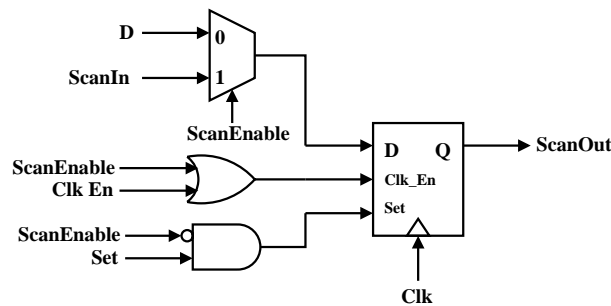 D
0
ScanIn
1
ScanEnable
ScanEnable
Clk En
ScanEnable
Set
D Q
Clk_En
Set
ScanOut
Clk